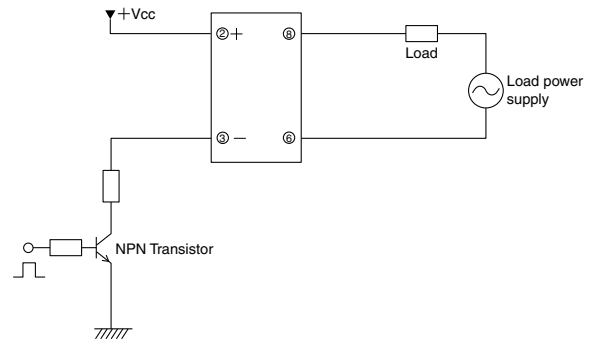 +Vcc
② + ⑧
Load
Load power
supply
③ − ⑥
NPN Transistor